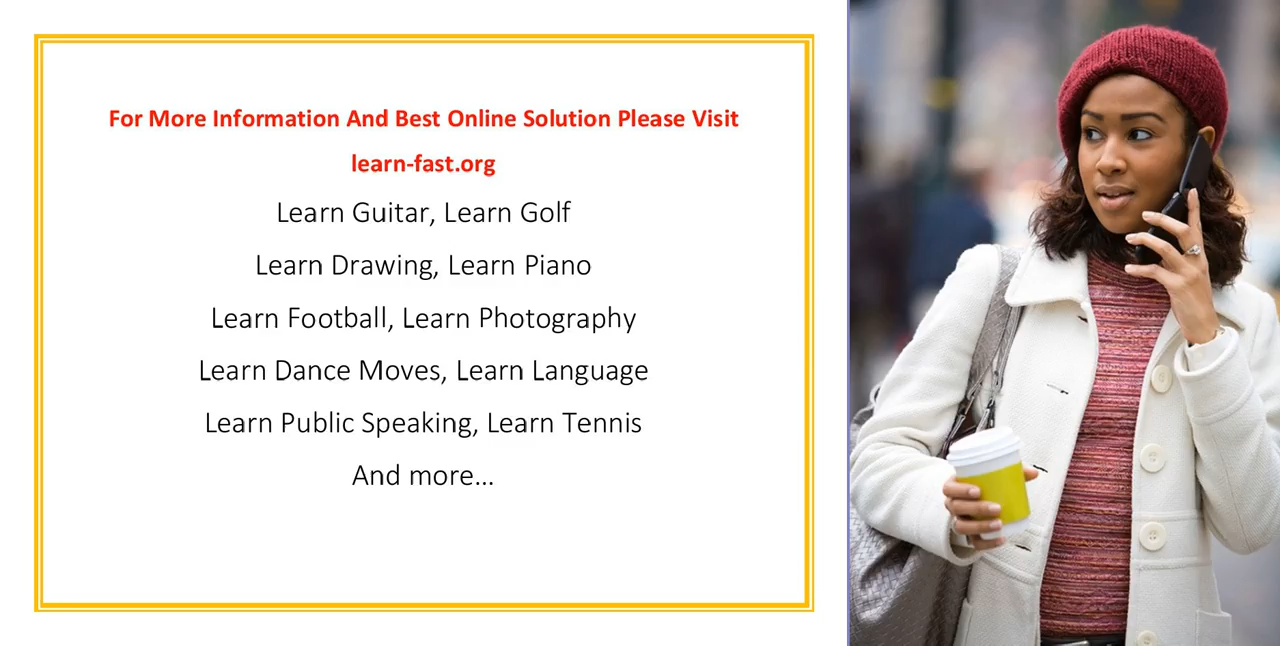 For More Information And Best Online Solution Please Visit
learn-fast.org
Learn Guitar, Learn Golf
Learn Drawing, Learn Piano
Learn Football, Learn Photography
Learn Dance Moves, Learn Language
Learn Public Speaking, Learn Tennis
And more...